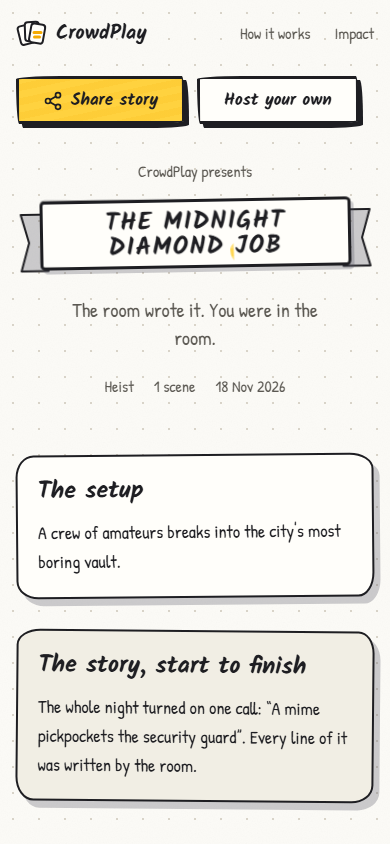 CrowdPlay
How it works
Impact
Share story
Host your own
CrowdPlay presents
THE MIDNIGHT
DIAMOND JOB
The room wrote it. You were in the
room.
Heist 1 scene 18 Nov 2026
The setup
A crew of amateurs breaks into the city's most
boring vault.
The story, start to finish
The whole night turned on one call: “A mime
pickpockets the security guard”. Every line of it
was written by the room.